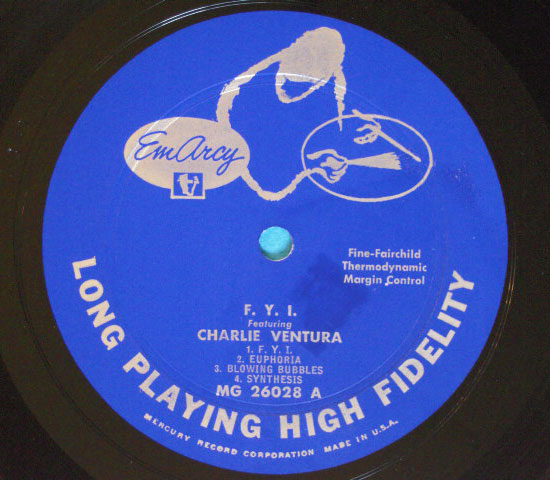 EmArcy
Fine-Fairchild
Thermodynamic
Margin Control
F. Y. I.
Featuring
CHARLIE VENTURA
1. F. Y. I.
2. EUPHORIA
3. BLOWING BUBBLES
4. SYNTHESIS
MG 26028 A
LONG PLAYING HIGH FIDELITY
MERCURY RECORD CORPORATION MADE IN U.S.A.